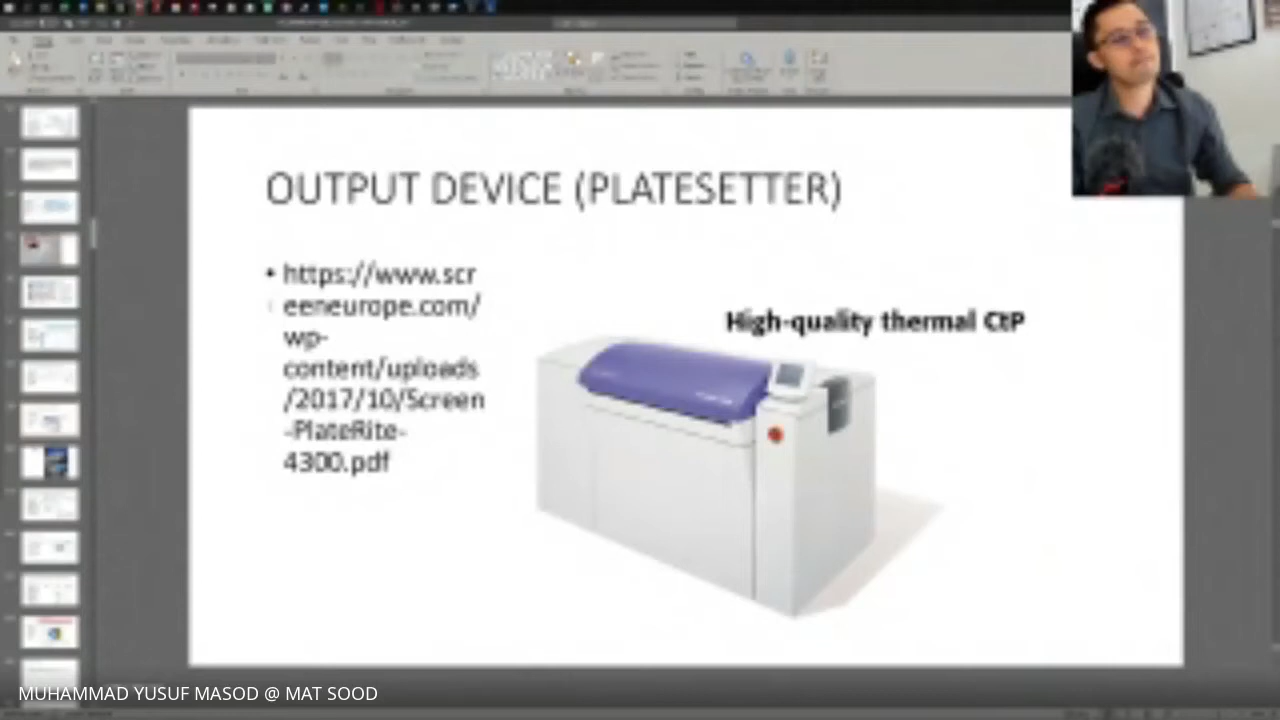 OUTPUT DEVICE (PLATESETTER)
• https://www.scr
eeneurope.com/
wp-
content/uploads
/2017/10/Screen
-PlateRite-
4300.pdf
High-quality thermal CtP
MUHAMMAD YUSUF MASOD @ MAT SOOD